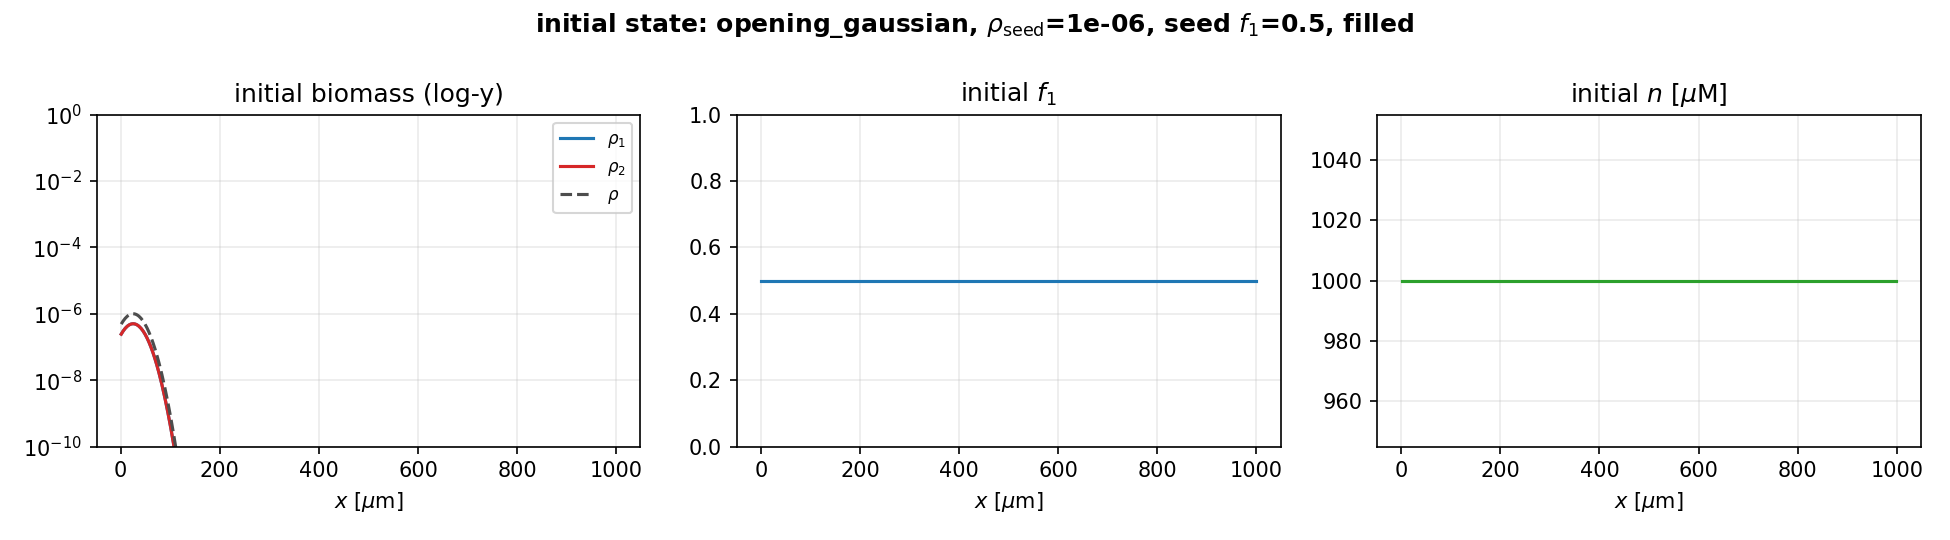 initial state: opening_gaussian, ρseed=1e-06, seed f₁=0.5, filled
initial biomass (log-y)
10⁰
10⁻²
10⁻⁴
10⁻⁶
10⁻⁸
10⁻¹⁰
ρ₁
ρ₂
ρ
0 200 400 600 800 1000
x [μm]
initial f₁
1.0
0.8
0.6
0.4
0.2
0.0
0 200 400 600 800 1000
x [μm]
initial n [μM]
1040
1020
1000
980
960
0 200 400 600 800 1000
x [μm]